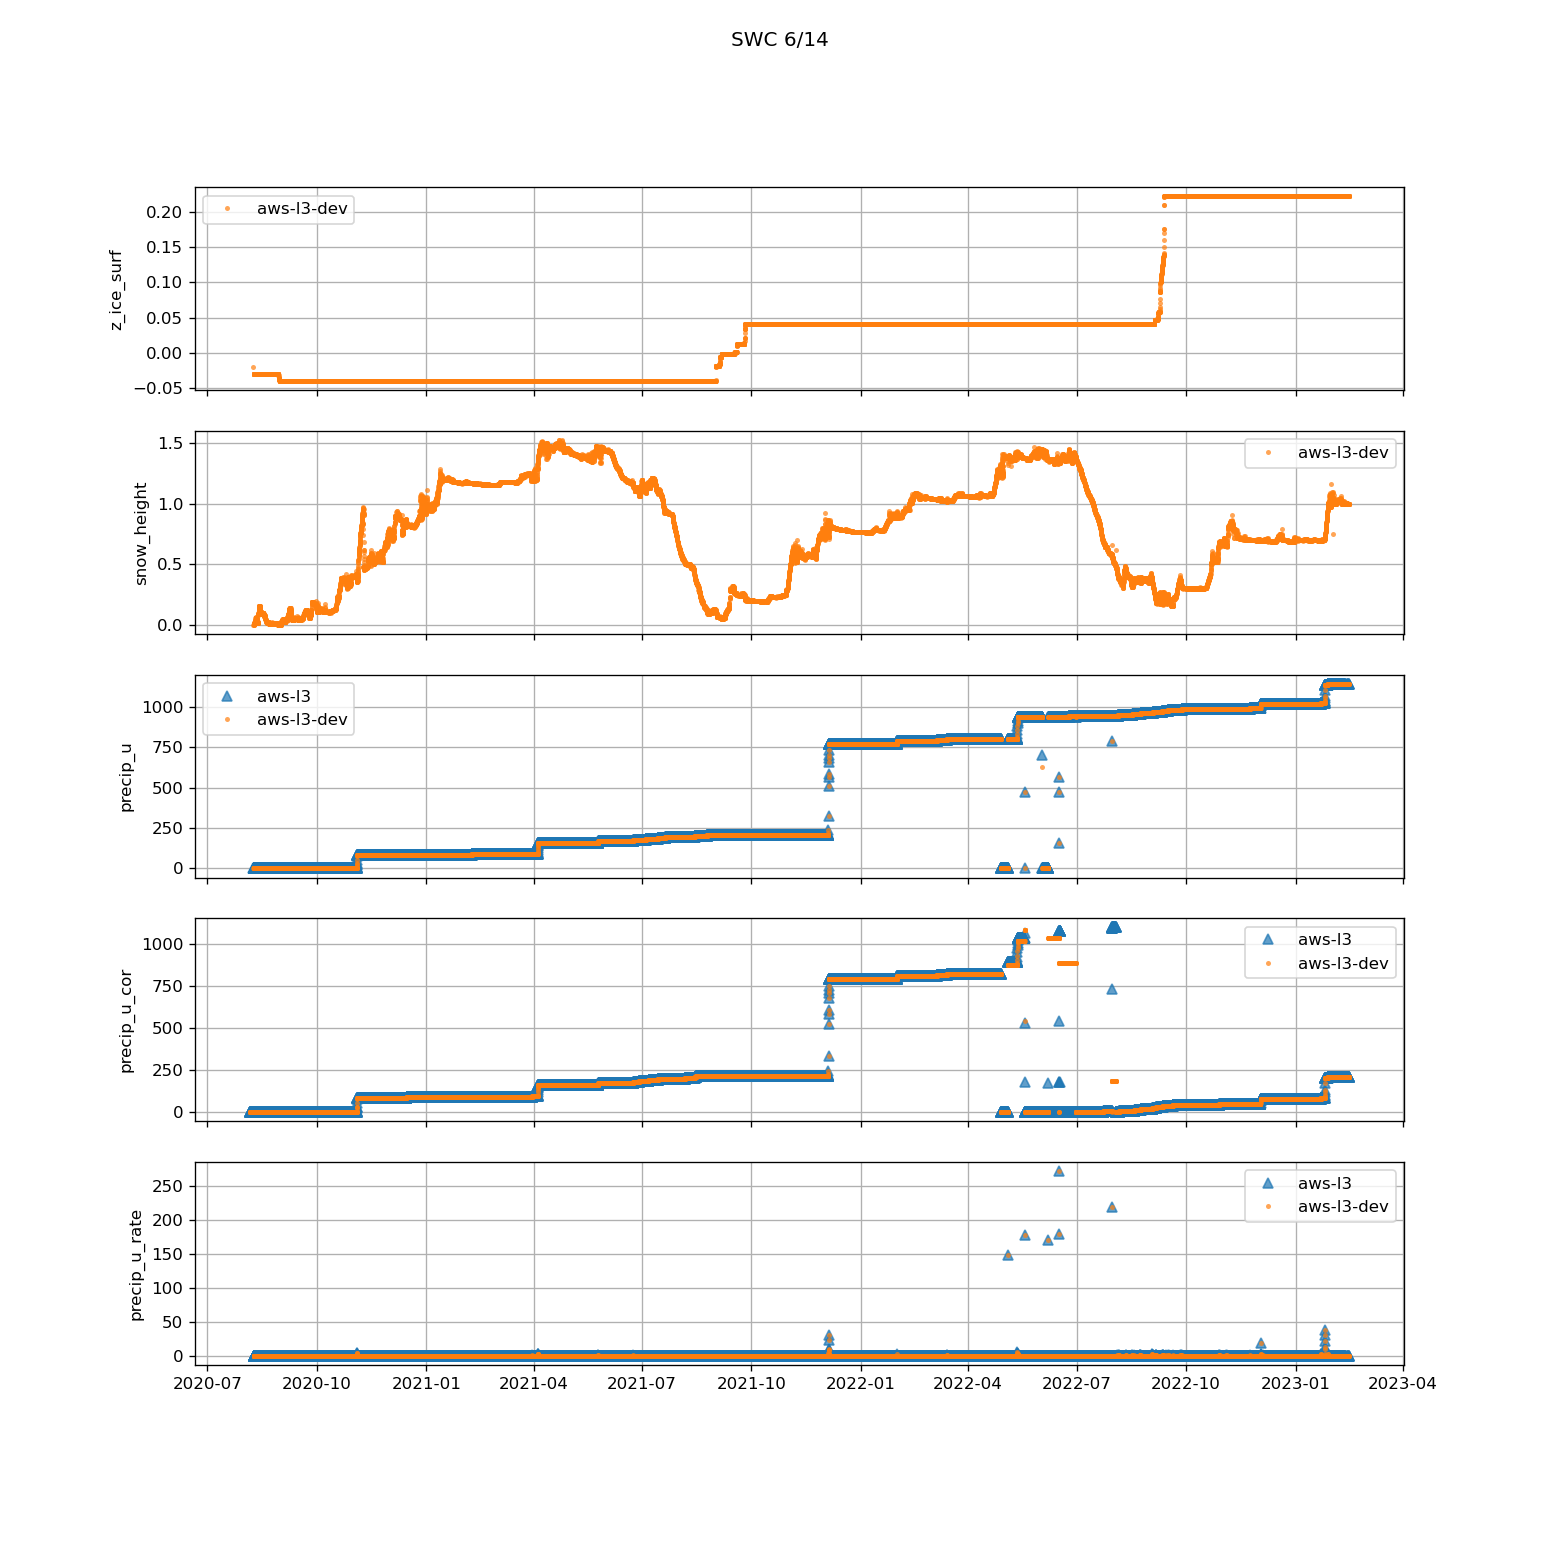 SWC 6/14
z_ice_surf
0.20
0.15
0.10
0.05
0.00
−0.05
aws-l3-dev
snow_height
1.5
1.0
0.5
0.0
aws-l3-dev
precip_u
1000
750
500
250
0
aws-l3
aws-l3-dev
precip_u_cor
1000
750
500
250
0
aws-l3
aws-l3-dev
precip_u_rate
250
200
150
100
50
0
aws-l3
aws-l3-dev
2020-07 2020-10 2021-01 2021-04 2021-07 2021-10 2022-01 2022-04 2022-07 2022-10 2023-01 2023-04